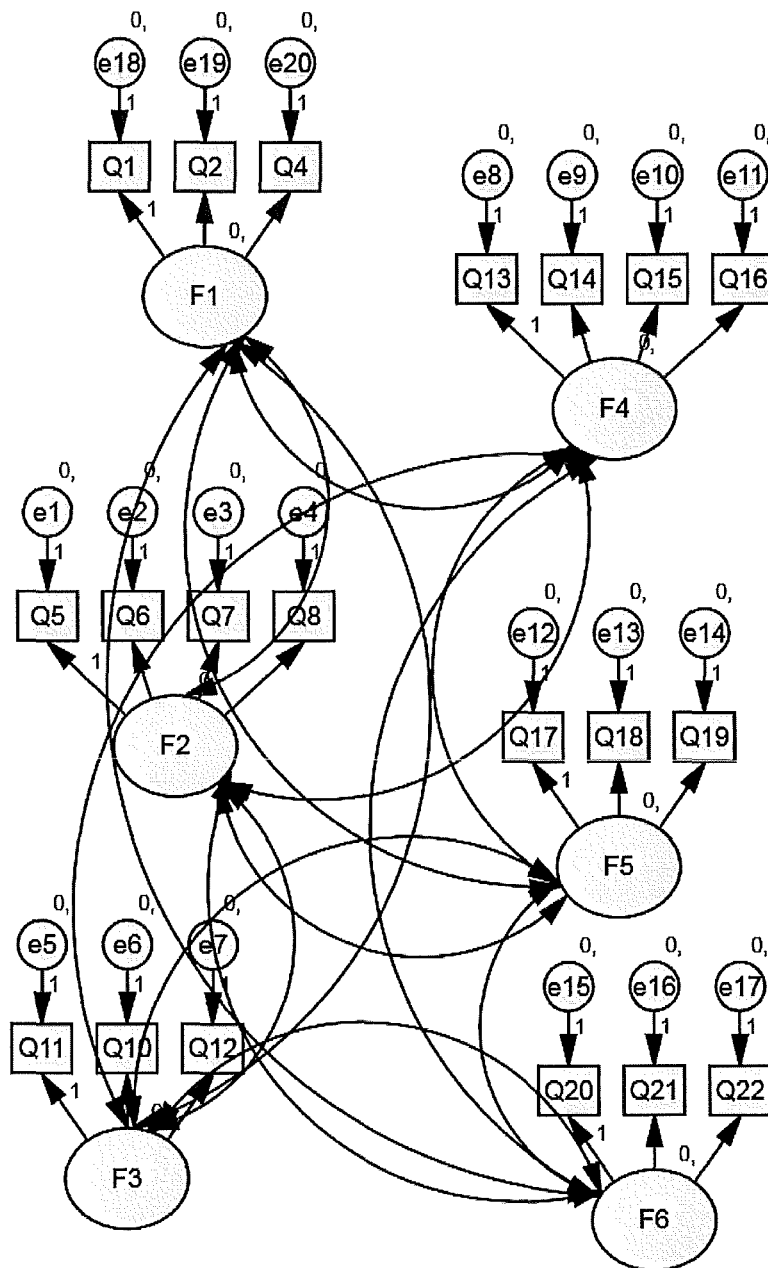 0, 0, 0,
e18 e19 e20
1 1 1
Q1 Q2 Q4
1
0,
F1
0, 0, 0, 0,
e8 e9 e10 e11
1 1 1 1
Q13 Q14 Q15 Q16
1
0,
F4
0, 0, 0, 0,
e1 e2 e3 e4
1 1 1 1
Q5 Q6 Q7 Q8
1
0,
F2
0, 0, 0,
e12 e13 e14
1 1 1
Q17 Q18 Q19
1
0,
F5
0, 0, 0,
e5 e6 e7
1 1 1
Q11 Q10 Q12
1
0,
F3
0, 0, 0,
e15 e16 e17
1 1 1
Q20 Q21 Q22
1
0,
F6